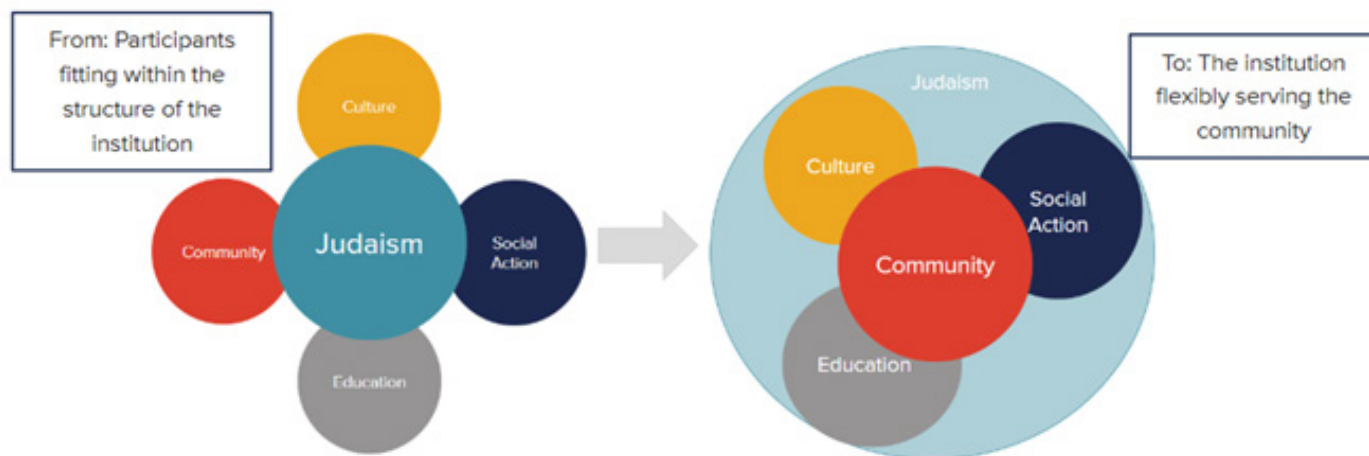 From: Participants
fitting within the
structure of the
institution
Culture
Community
Judaism
Social
Action
Education
Judaism
Culture
Social
Action
Community
Education
To: The institution
flexibly serving the
community